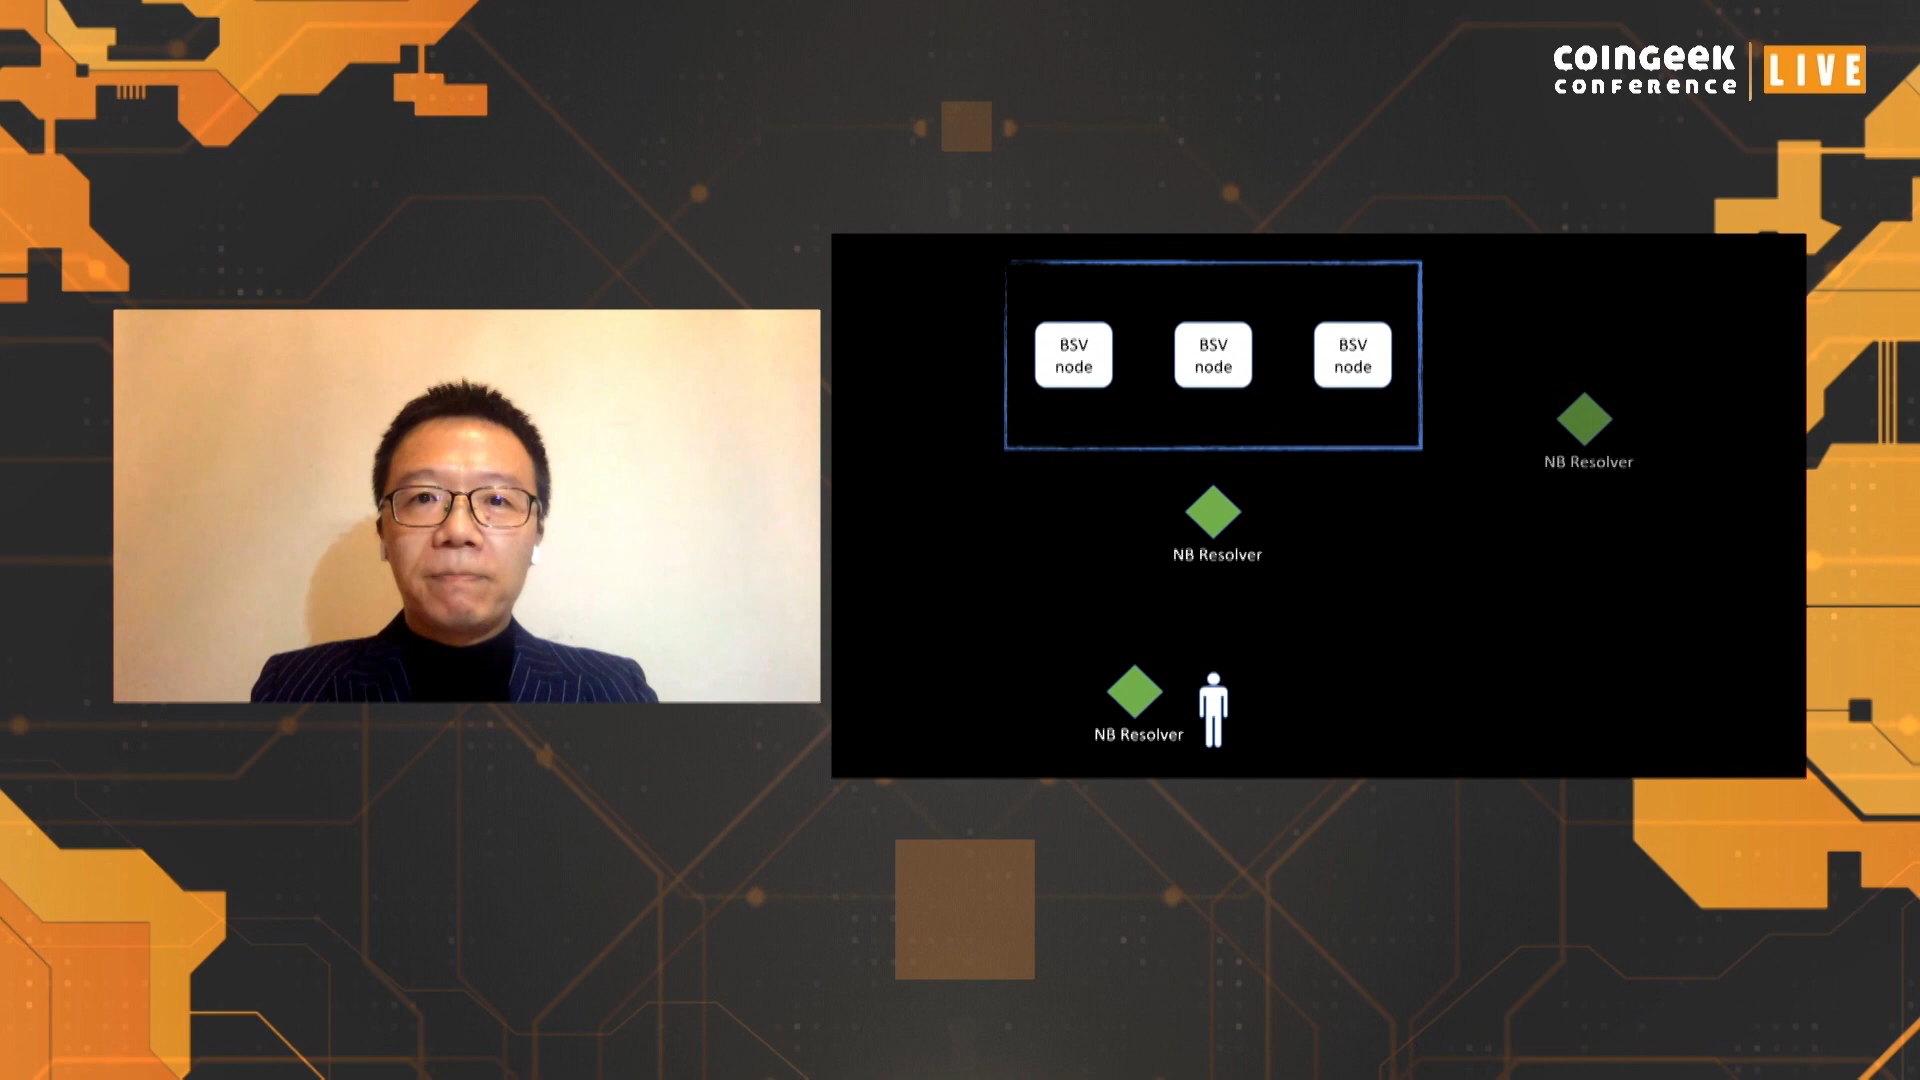 COINGEEK
CONFERENCE
LIVE
BSV
node
BSV
node
BSV
node
NB Resolver
NB Resolver
NB Resolver